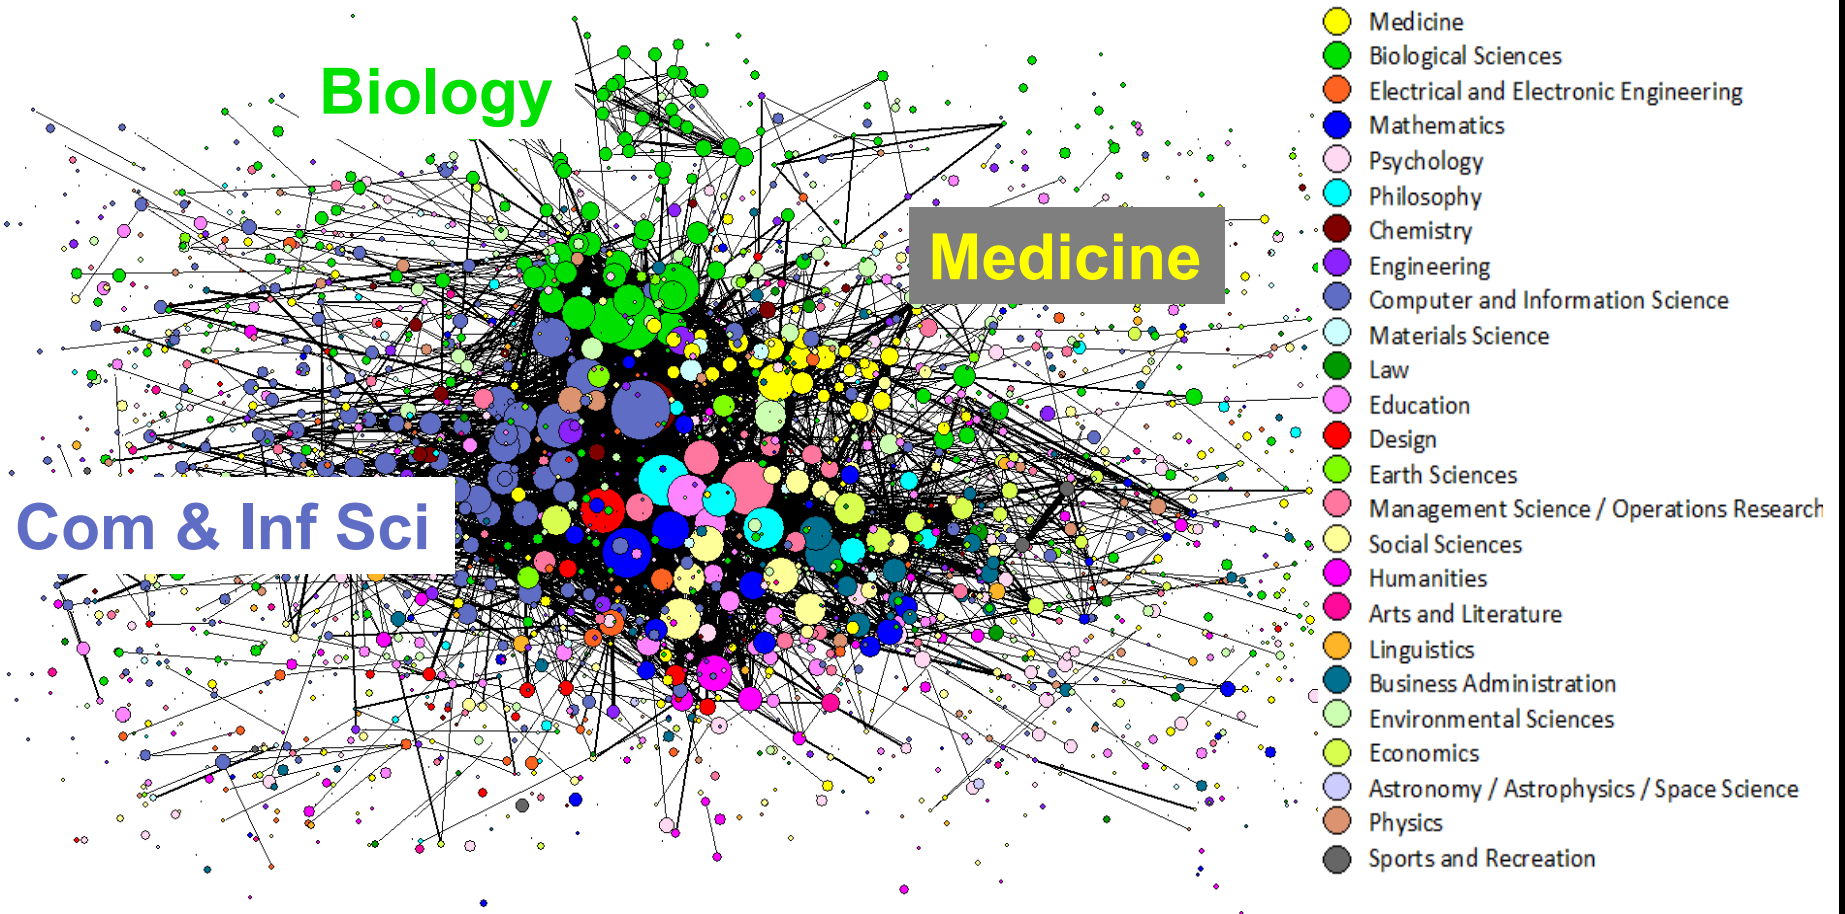 Biology
Medicine
Com & Inf Sci
Medicine
Biological Sciences
Electrical and Electronic Engineering
Mathematics
Psychology
Philosophy
Chemistry
Engineering
Computer and Information Science
Materials Science
Law
Education
Design
Earth Sciences
Management Science / Operations Research
Social Sciences
Humanities
Arts and Literature
Linguistics
Business Administration
Environmental Sciences
Economics
Astronomy / Astrophysics / Space Science
Physics
Sports and Recreation